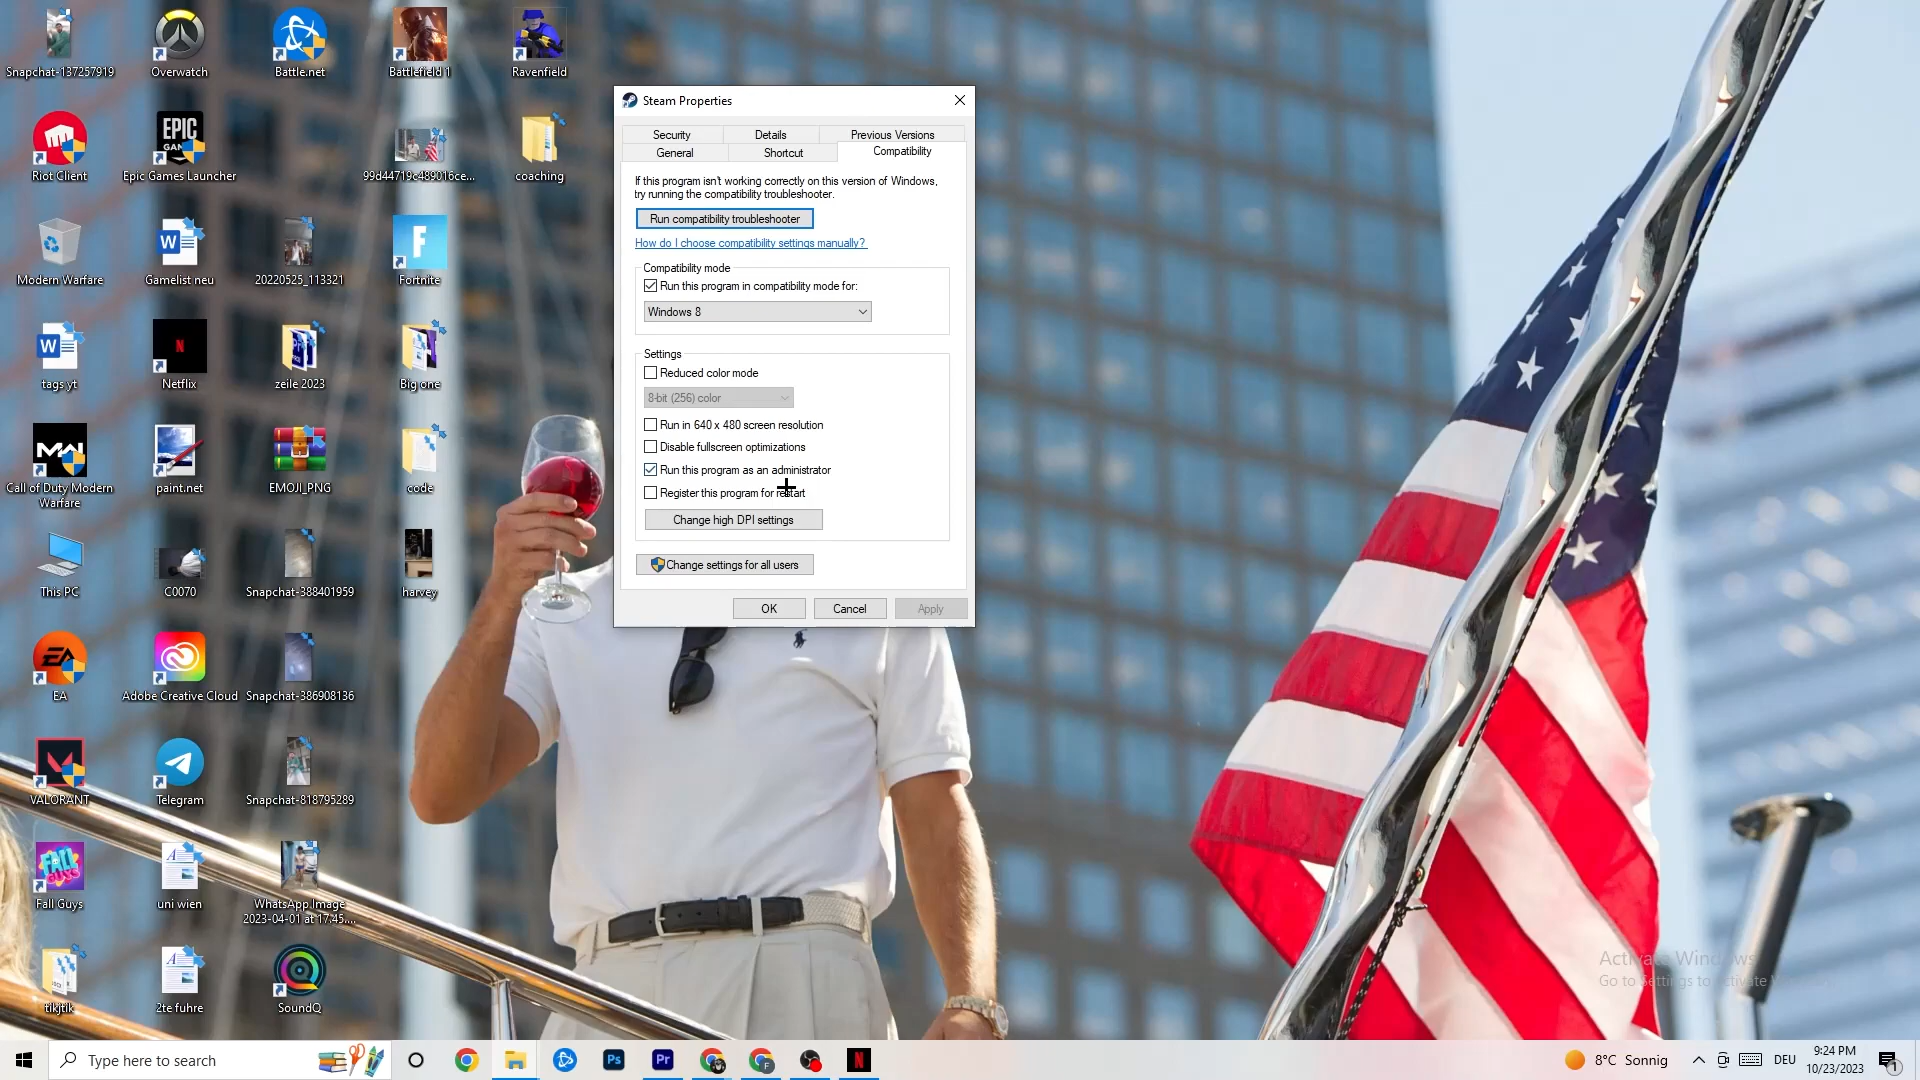 Snapchat-137257919
Overwatch
Battle.net
Battlefield 1
Ravenfield
Riot Client
EPIC
GAMES
Epic Games Launcher
99d44719c489016ce...
coaching
Modern Warfare
W
Gamelist neu
20220525_113321
F
Fortnite
W
tags yt
N
Netflix
zeile 2023
Big one
Call of Duty Modern
Warfare
paint.net
EMOJI_PNG
code
This PC
C0070
Snapchat-388401959
harvey
EA
EA
Adobe Creative Cloud
Snapchat-386908136
VALORANT
Telegram
Snapchat-818795289
FALL
GUYS
Fall Guys
uni wien
WhatsApp Image
2023-04-01 at 17.45....
tikjtik
2te fuhre
SoundQ
Steam Properties
Security
Details
Previous Versions
General
Shortcut
Compatibility
If this program isn't working correctly on this version of Windows,
try running the compatibility troubleshooter.
Run compatibility troubleshooter
How do I choose compatibility settings manually?
Compatibility mode
Run this program in compatibility mode for:
Windows 8
Settings
Reduced color mode
8-bit (256) color
Run in 640 x 480 screen resolution
Disable fullscreen optimizations
Run this program as an administrator
Register this program for restart
Change high DPI settings
Change settings for all users
OK
Cancel
Apply
Activate Windows
Go to Settings to activate
Type here to search
Ps
Pr
F
N
8°C Sonnig
DEU
9:24 PM
10/23/2023
1